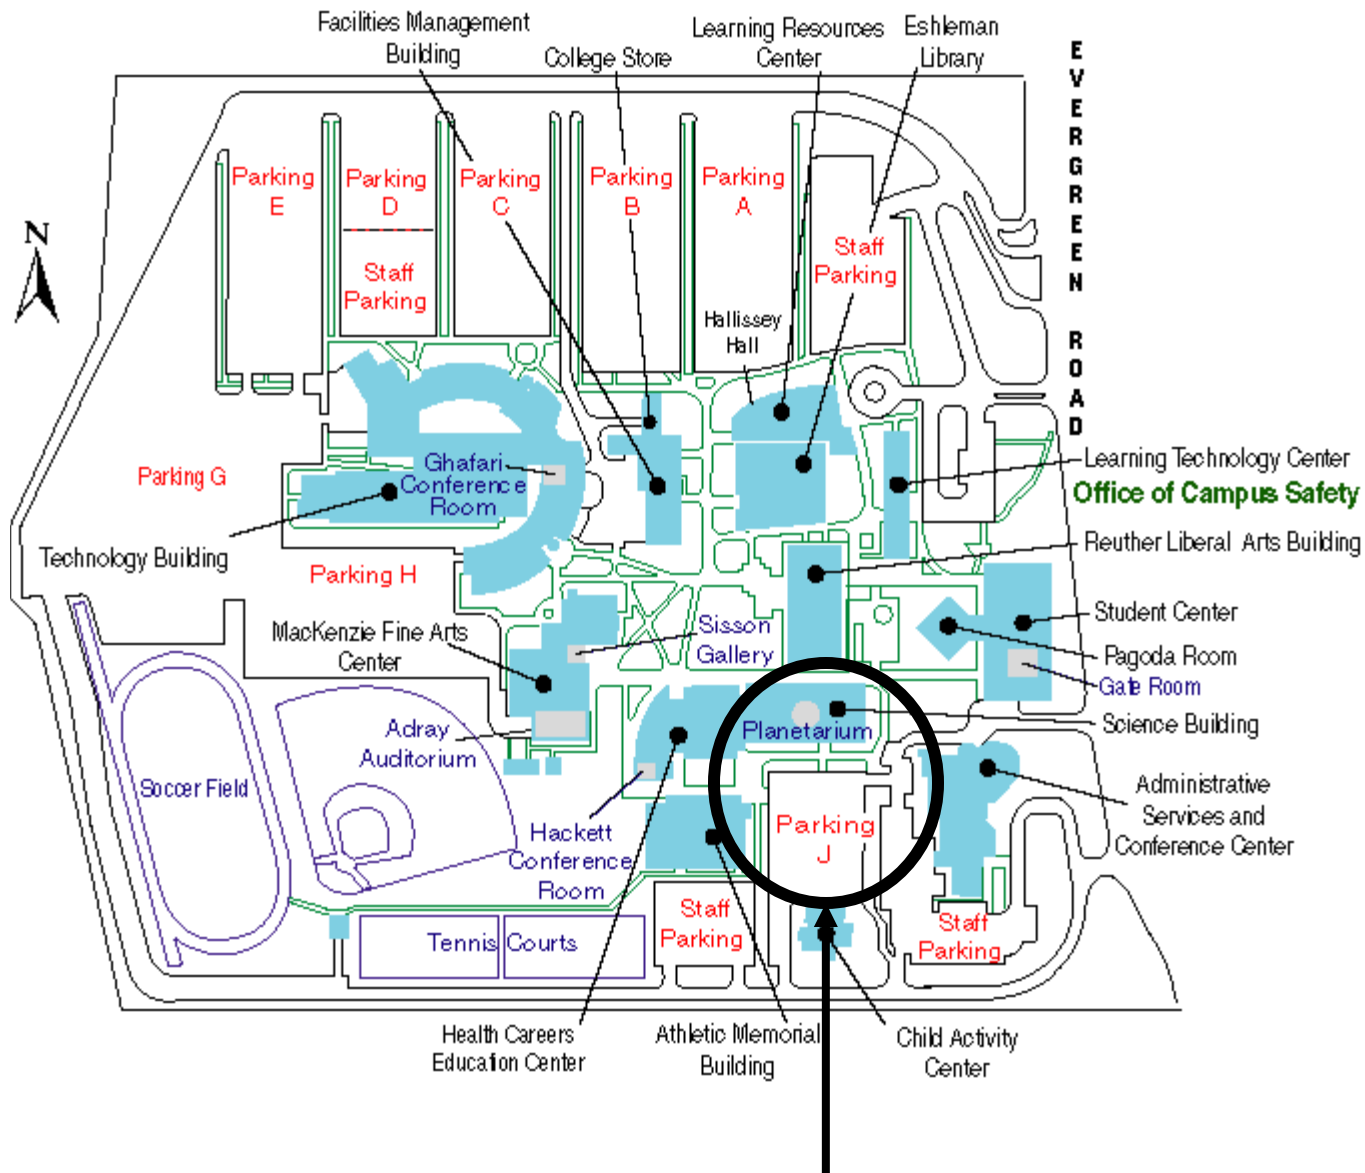 Facilities Management
Building
College Store
Learning Resources
Center
Eshleman
Library
EVERGREEN ROAD
N
Parking
E
Parking
D
Parking
C
Parking
B
Parking
A
Staff
Parking
Staff
Parking
Hallissey
Hall
Parking G
Ghafari
Conference
Room
Learning Technology Center
Office of Campus Safety
Technology Building
Reuther Liberal Arts Building
Parking H
MacKenzie Fine Arts
Center
Sisson
Gallery
Student Center
Pagoda Room
Gate Room
Science Building
Planetarium
Adray
Auditorium
Soccer Field
Administrative
Services and
Conference Center
Parking
J
Hackett
Conference
Room
Staff
Parking
Staff
Parking
Tennis Courts
Health Careers
Education Center
Athletic Memorial
Building
Child Activity
Center